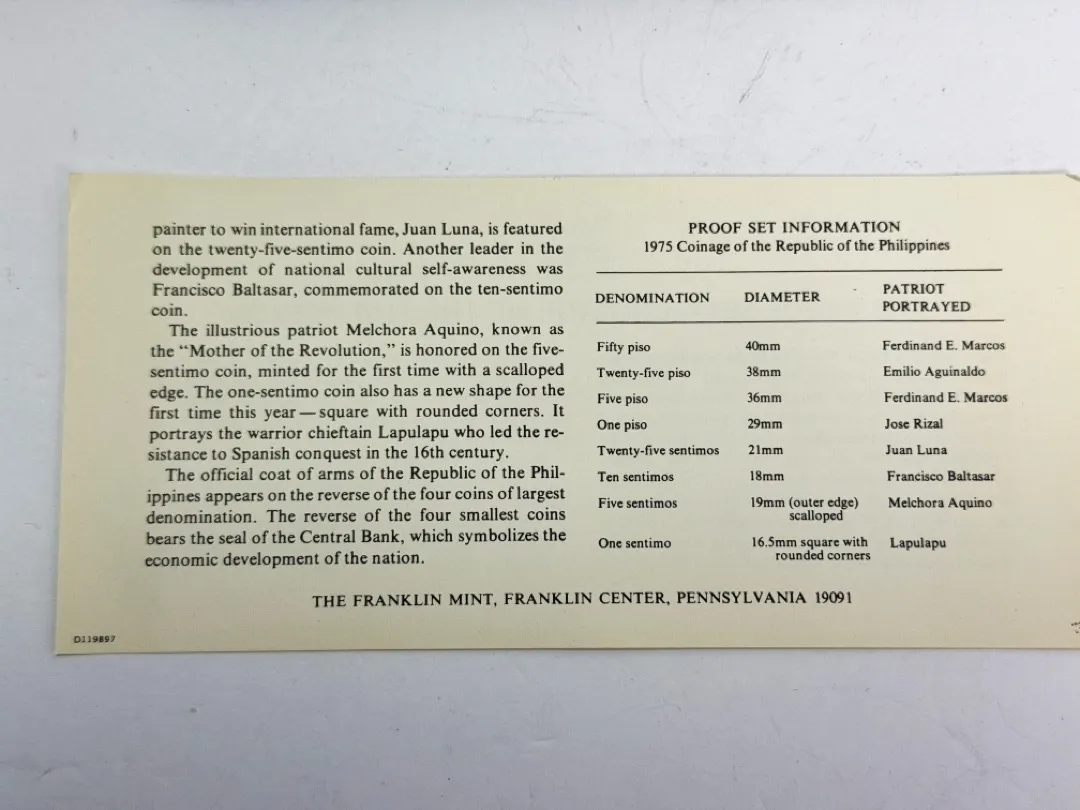 painter to win international fame, Juan Luna, is featured
on the twenty-five-sentimo coin. Another leader in the
development of national cultural self-awareness was
Francisco Baltasar, commemorated on the ten-sentimo
coin.
The illustrious patriot Melchora Aquino, known as
the “Mother of the Revolution,” is honored on the five-
sentimo coin, minted for the first time with a scalloped
edge. The one-sentimo coin also has a new shape for the
first time this year — square with rounded corners. It
portrays the warrior chieftain Lapulapu who led the re-
sistance to Spanish conquest in the 16th century.
The official coat of arms of the Republic of the Phil-
ippines appears on the reverse of the four coins of largest
denomination. The reverse of the four smallest coins
bears the seal of the Central Bank, which symbolizes the
economic development of the nation.
PROOF SET INFORMATION
1975 Coinage of the Republic of the Philippines
DENOMINATION DIAMETER PATRIOT
PORTRAYED
Fifty piso 40mm Ferdinand E. Marcos
Twenty-five piso 38mm Emilio Aguinaldo
Five piso 36mm Ferdinand E. Marcos
One piso 29mm Jose Rizal
Twenty-five sentimos 21mm Juan Luna
Ten sentimos 18mm Francisco Baltasar
Five sentimos 19mm (outer edge) Melchora Aquino
scalloped
One sentimo 16.5mm square with Lapulapu
rounded corners
THE FRANKLIN MINT, FRANKLIN CENTER, PENNSYLVANIA 19091
D119897